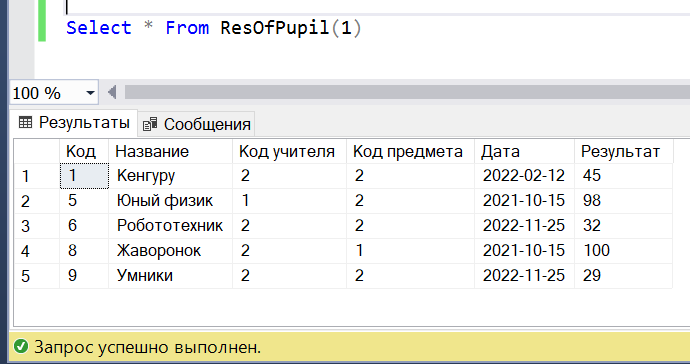 Select * From ResOfPupil(1)
100 %
Результаты Сообщения
Код Название Код учителя Код предмета Дата Результат
1 1 Кенгуру 2 2 2022-02-12 45
2 5 Юный физик 1 2 2021-10-15 98
3 6 Робототехник 2 2 2022-11-25 32
4 8 Жаворонок 2 1 2021-10-15 100
5 9 Умники 2 2 2022-11-25 29
Запрос успешно выполнен.